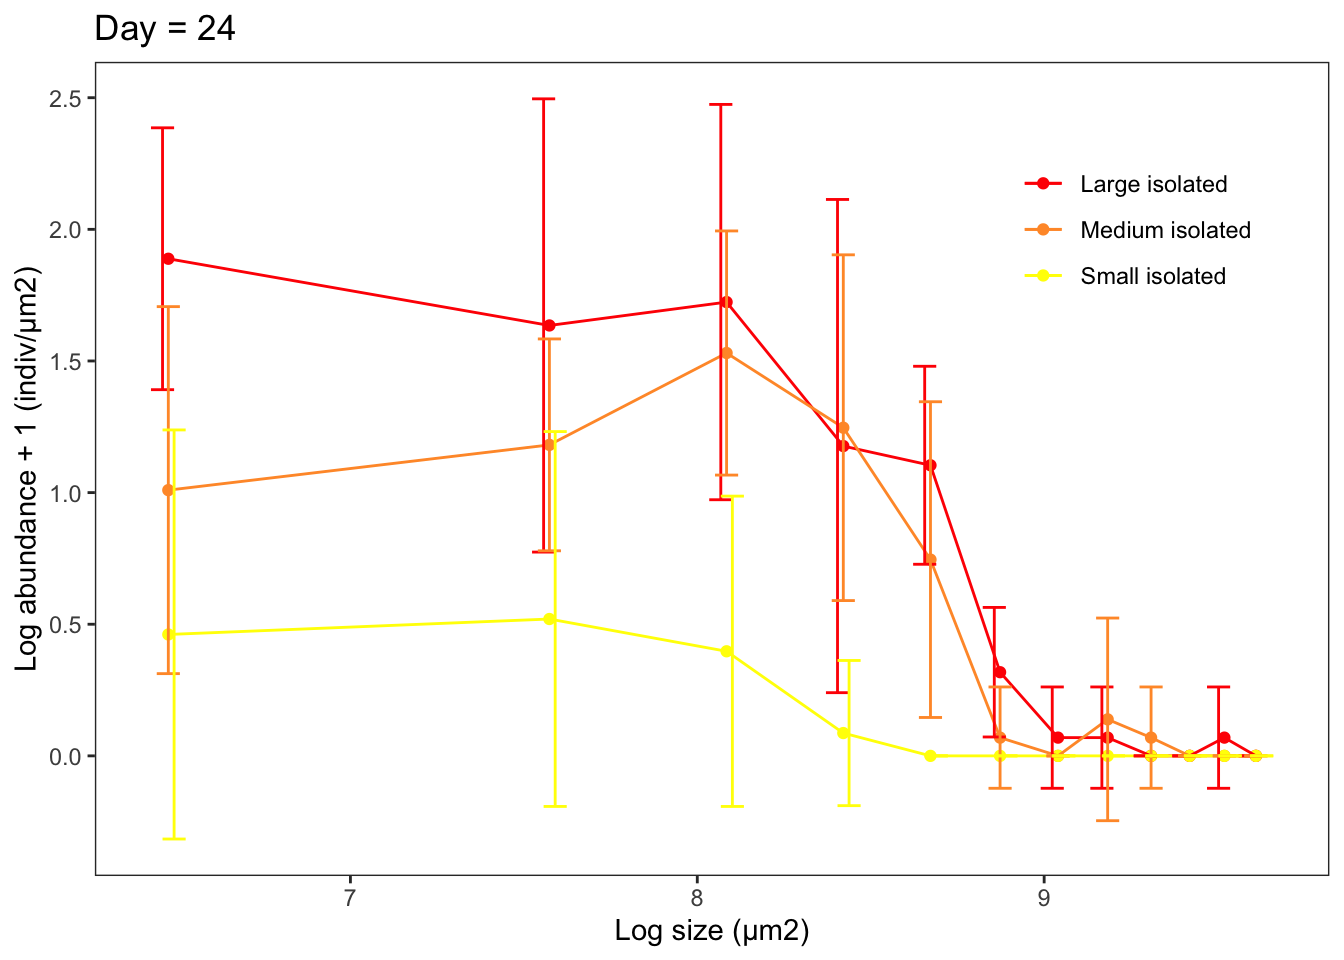 Day = 24
2.5
2.0
1.5
1.0
0.5
0.0
Log abundance + 1 (indiv/µm2)
Large isolated
Medium isolated
Small isolated
7
8
9
Log size (µm2)